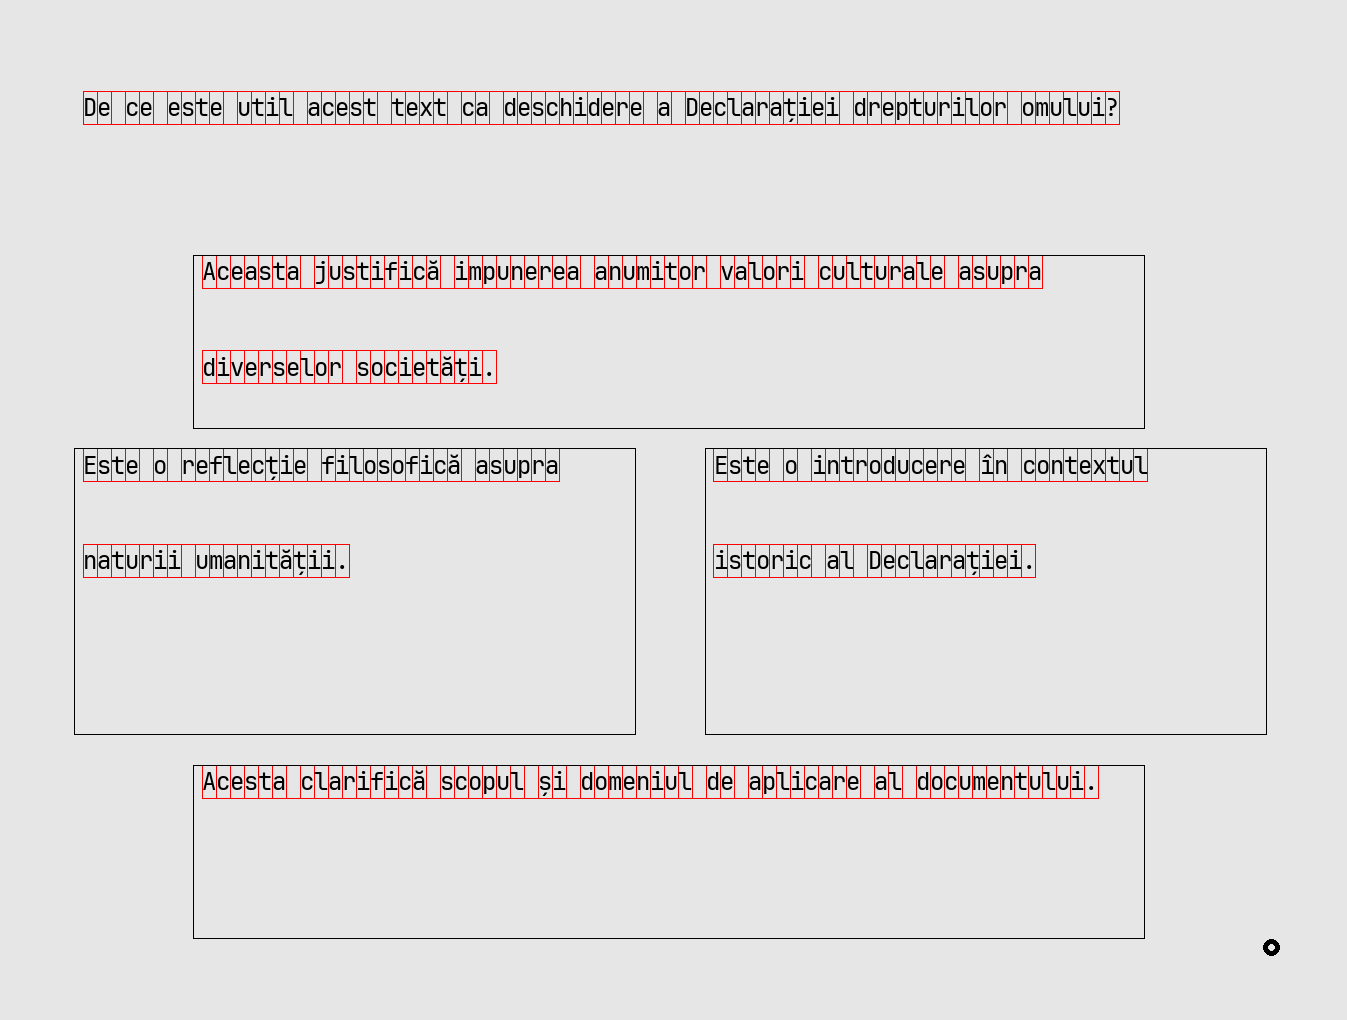 De ce este util acest text ca deschidere a Declarației drepturilor omului?
Aceasta justifică impunerea anumitor valori culturale asupra
diverselor societăți.
Este o reflecție filosofică asupra
naturii umanității.
Este o introducere în contextul
istoric al Declarației.
Acesta clarifică scopul și domeniul de aplicare al documentului.